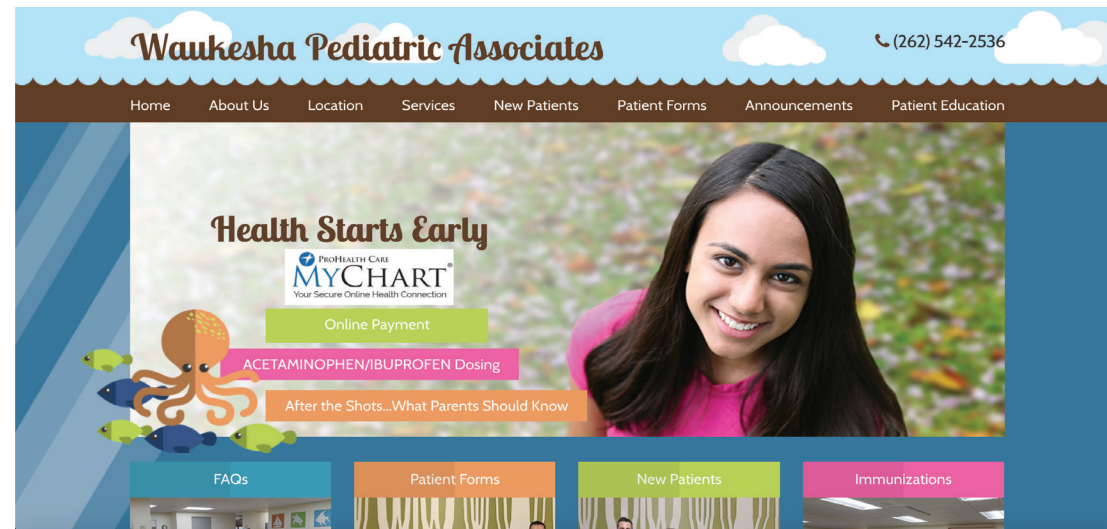 Waukesha Pediatric Associates
(262) 542-2536
Home About Us Location Services New Patients Patient Forms Announcements Patient Education
Health Starts Early
PROHEALTH CARE
MYCHART®
Your Secure Online Health Connection
Online Payment
ACETAMINOPHEN/IBUPROFEN Dosing
After the Shots...What Parents Should Know
FAQs Patient Forms New Patients Immunizations